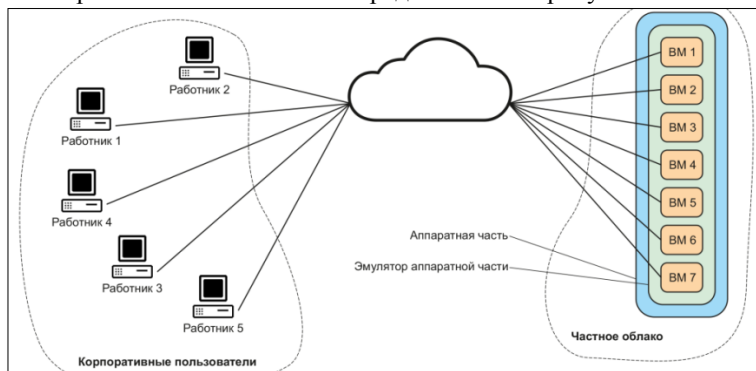 Работник 2
Работник 1
Работник 4
Работник 3
Работник 5
Корпоративные пользователи
ВМ 1
ВМ 2
ВМ 3
ВМ 4
ВМ 5
ВМ 6
ВМ 7
Аппаратная часть
Эмулятор аппаратной части
Частное облако